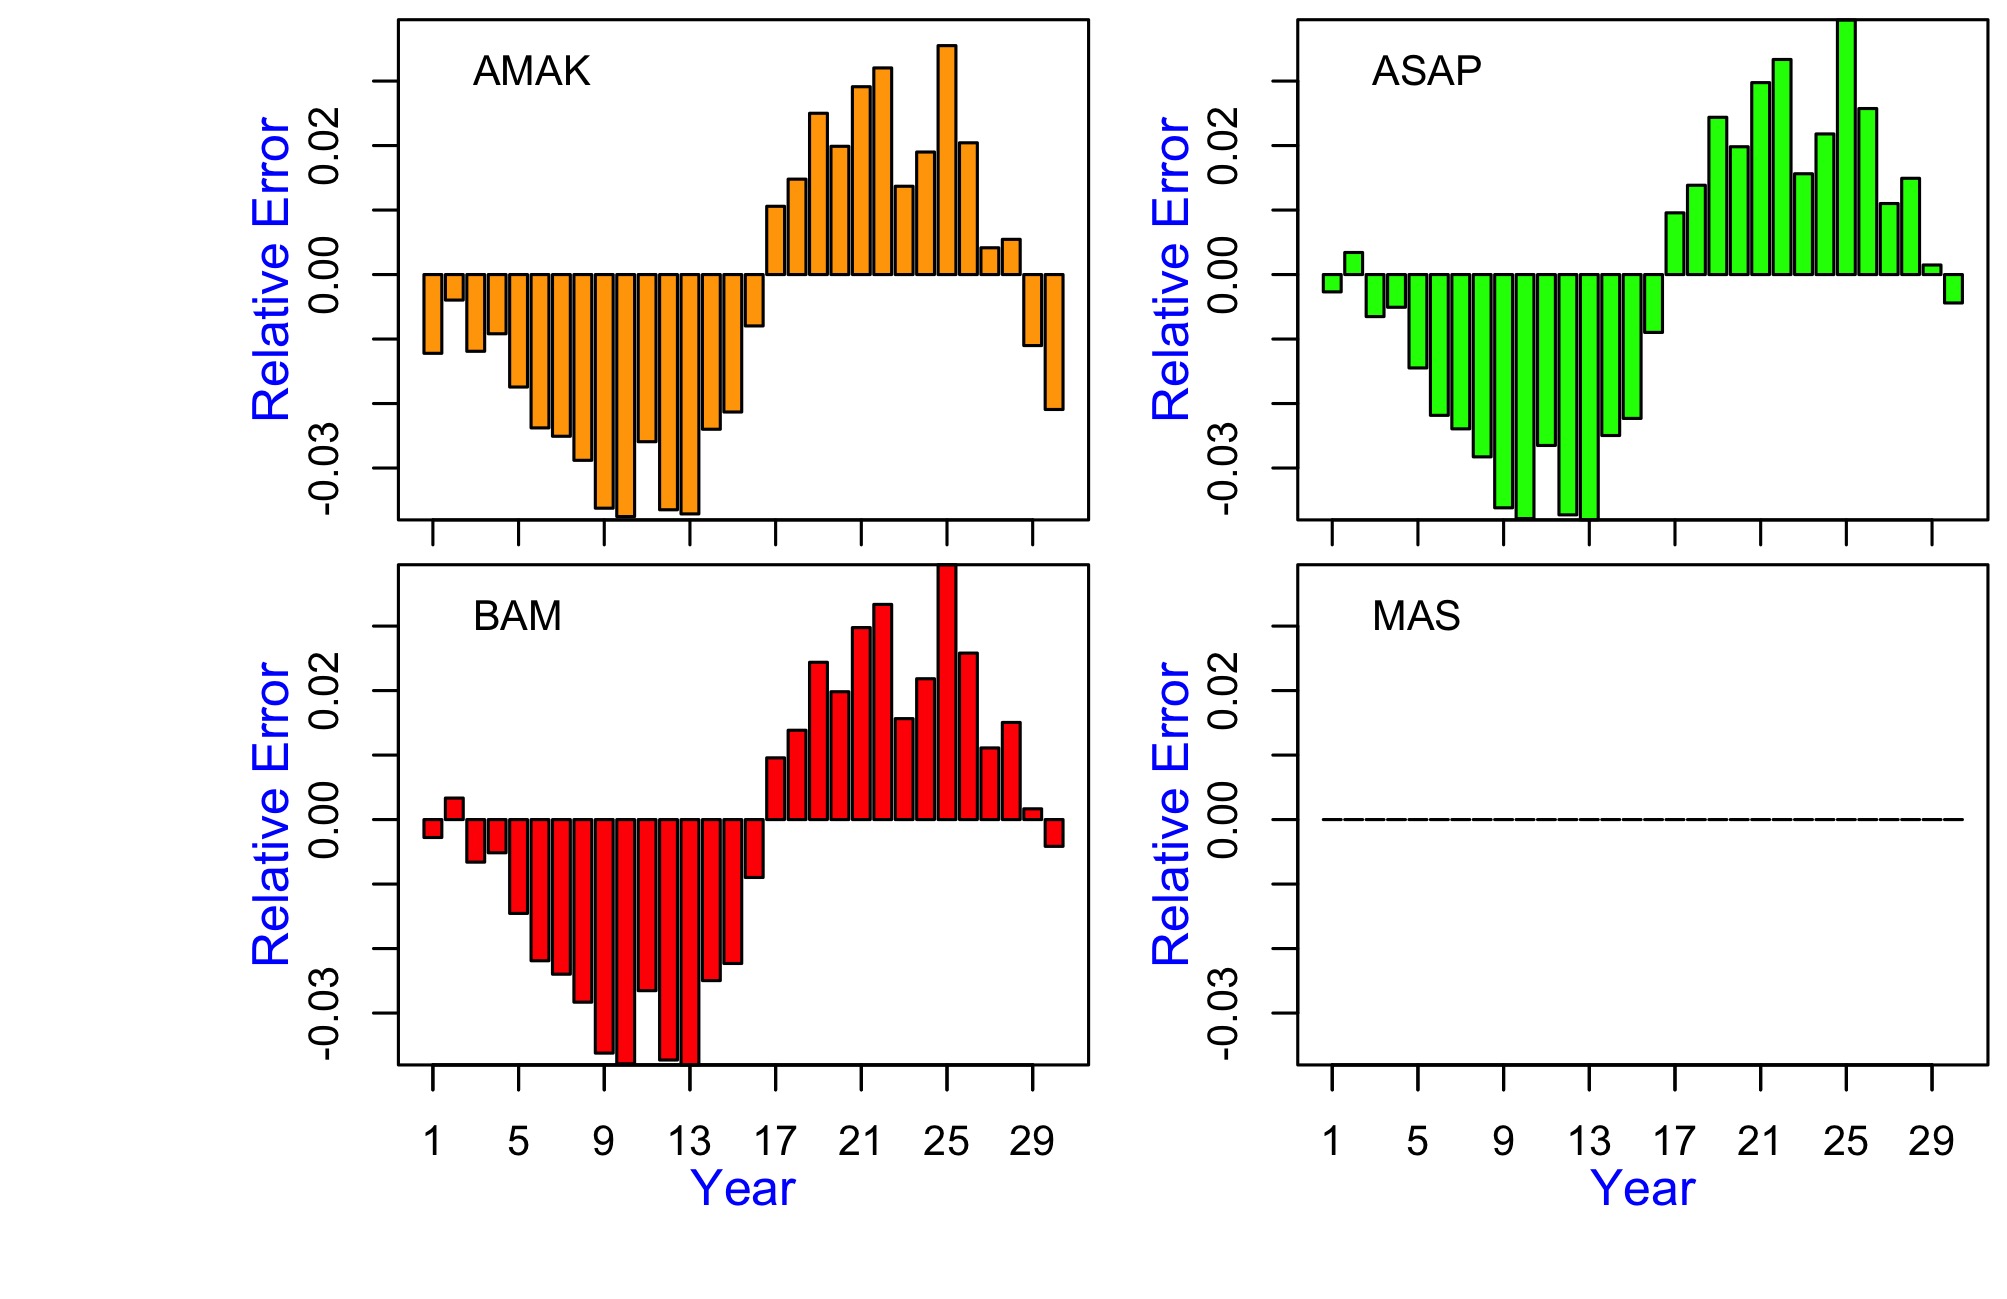 AMAK
Relative Error
0.02
0.00
-0.03
ASAP
Relative Error
0.02
0.00
-0.03
BAM
Relative Error
0.02
0.00
-0.03
1 5 9 13 17 21 25 29
Year
MAS
Relative Error
0.02
0.00
-0.03
1 5 9 13 17 21 25 29
Year